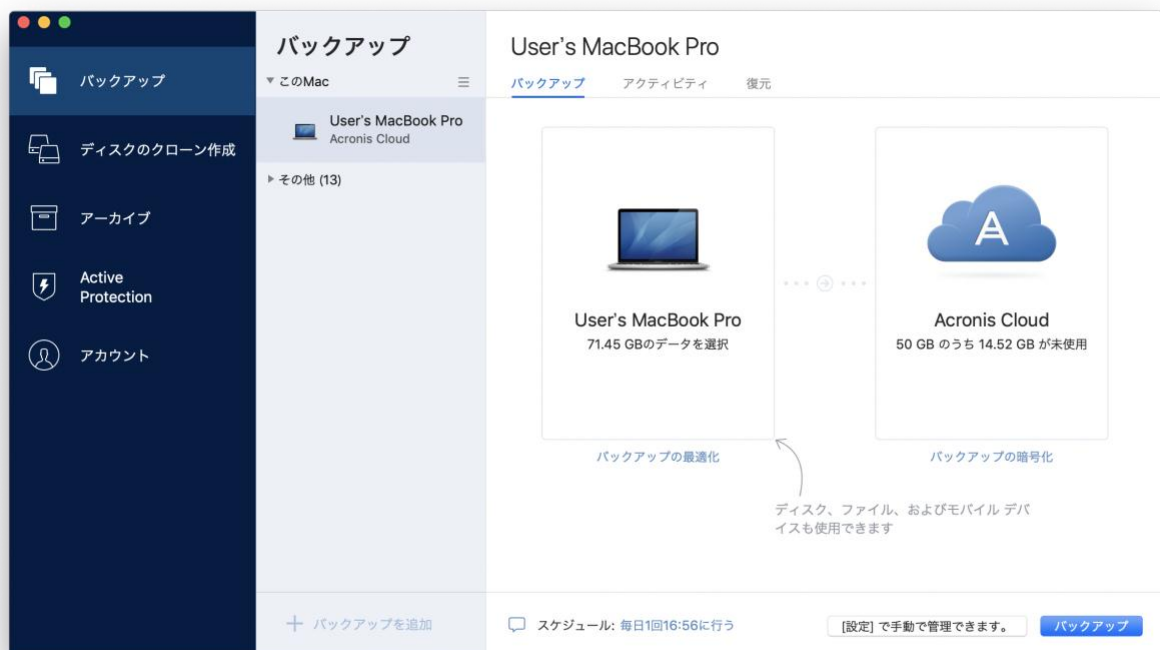 バックアップ
ディスクのクローン作成
アーカイブ
Active
Protection
アカウント
バックアップ
このMac
User's MacBook Pro
Acronis Cloud
その他 (13)
バックアップを追加
User's MacBook Pro
バックアップ アクティビティ 復元
User's MacBook Pro
71.45 GBのデータを選択
バックアップの最適化
A
Acronis Cloud
50 GB のうち 14.52 GB が未使用
バックアップの暗号化
ディスク、ファイル、およびモバイル デバ
イスも使用できます
スケジュール: 毎日1回16:56に行う
[設定] で手動で管理できます。
バックアップ